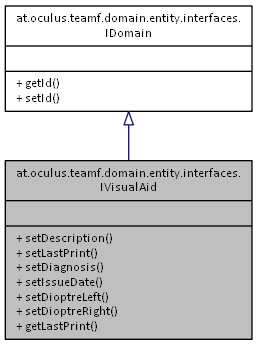 at.oculus.teamf.domain.entity.interfaces.
IDomain
+ getId()
+ setId()
at.oculus.teamf.domain.entity.interfaces.
IVisualAid
+ setDescription()
+ setLastPrint()
+ setDiagnosis()
+ setIssueDate()
+ setDioptreLeft()
+ setDioptreRight()
+ getLastPrint()